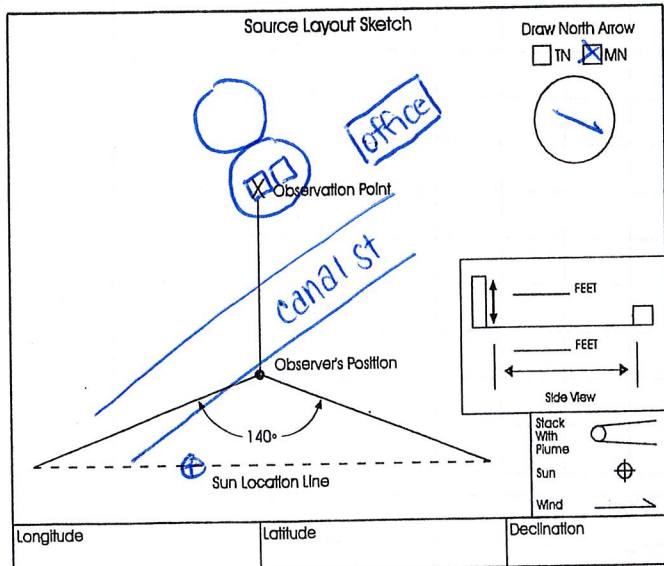 Source Layout Sketch
Draw North Arrow
TN MN
office
Observation Point
Canal St
FEET
FEET
Side View
Observer's Position
140°
Sun Location Line
Stack
With
Plume
Sun
Wind
Longitude
Latitude
Declination